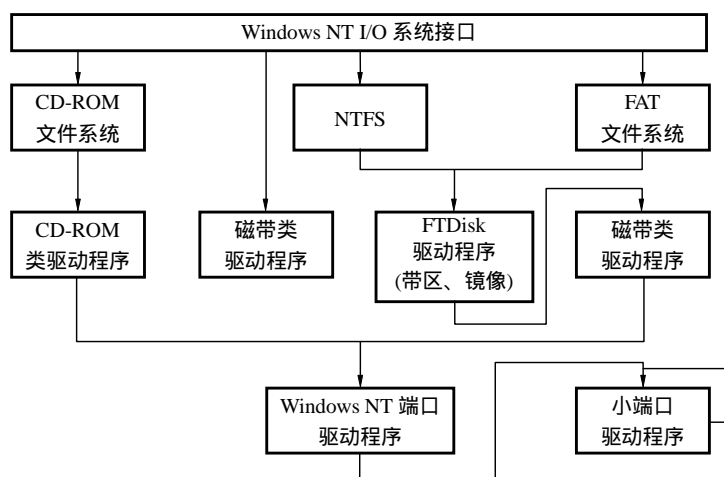 Windows NT I/O 系统接口
CD-ROM
文件系统
NTFS
FAT
文件系统
CD-ROM
类驱动程序
磁带类
驱动程序
FTDisk
驱动程序
(带区、镜像)
磁带类
驱动程序
Windows NT 端口
驱动程序
小端口
驱动程序